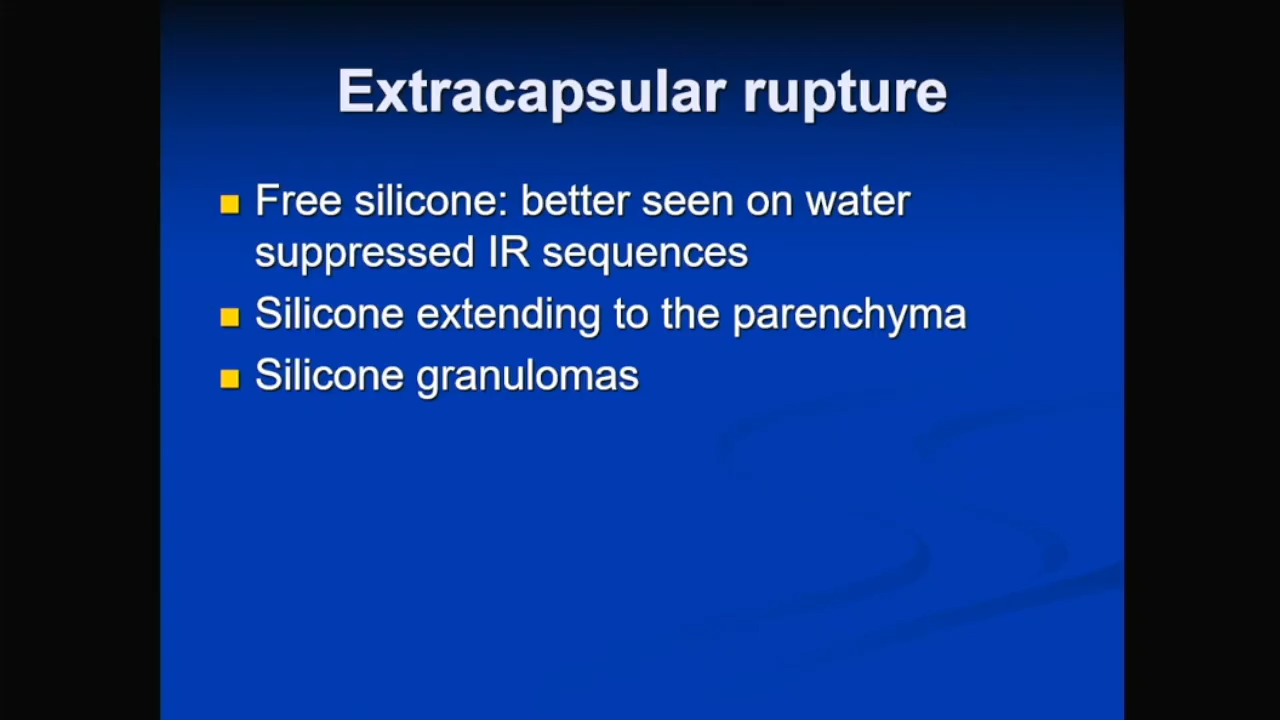 Extracapsular rupture
Free silicone: better seen on water
suppressed IR sequences
Silicone extending to the parenchyma
Silicone granulomas